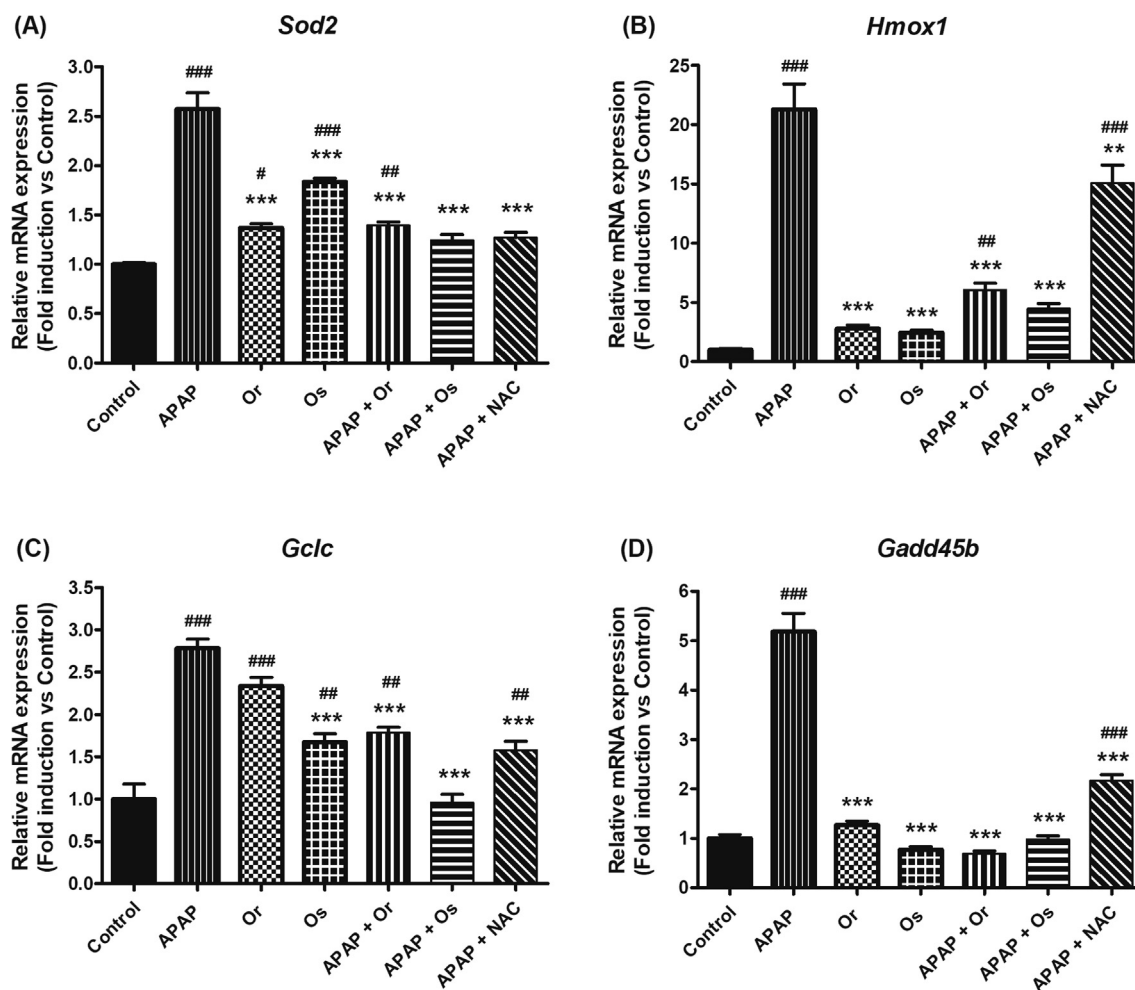 (A)
Sod2
Relative mRNA expression
(Fold induction vs Control)
3.0
2.5
2.0
1.5
1.0
0.5
0.0
###
#
***
###
***
##
***
***
***
Control
APAP
Or
Os
APAP + Or
APAP + Os
APAP + NAC
(B)
Hmox1
Relative mRNA expression
(Fold induction vs Control)
25
20
15
10
5
0
###
***
***
##
***
***
###
**
Control
APAP
Or
Os
APAP + Or
APAP + Os
APAP + NAC
(C)
Gclc
Relative mRNA expression
(Fold induction vs Control)
3.5
3.0
2.5
2.0
1.5
1.0
0.5
0.0
###
###
##
***
##
***
***
##
***
Control
APAP
Or
Os
APAP + Or
APAP + Os
APAP + NAC
(D)
Gadd45b
Relative mRNA expression
(Fold induction vs Control)
6
5
4
3
2
1
0
###
***
***
***
***
###
***
Control
APAP
Or
Os
APAP + Or
APAP + Os
APAP + NAC